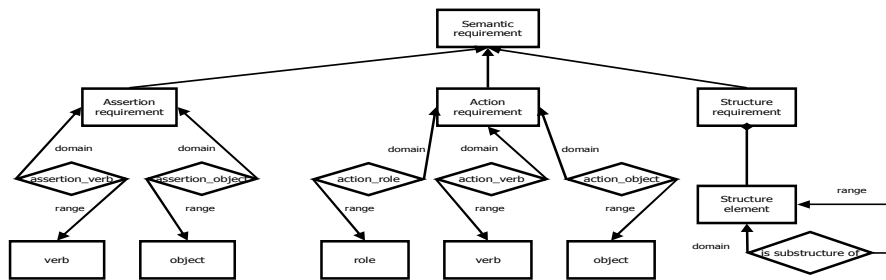 Semantic
requirement
Assertion
requirement
Action
requirement
Structure
requirement
domain
domain
domain
domain
domain
assertion_verb
assertion_object
action_role
action_verb
action_object
range
Structure
element
range
range
range
range
range
domain
is substructure of
verb
object
role
verb
object